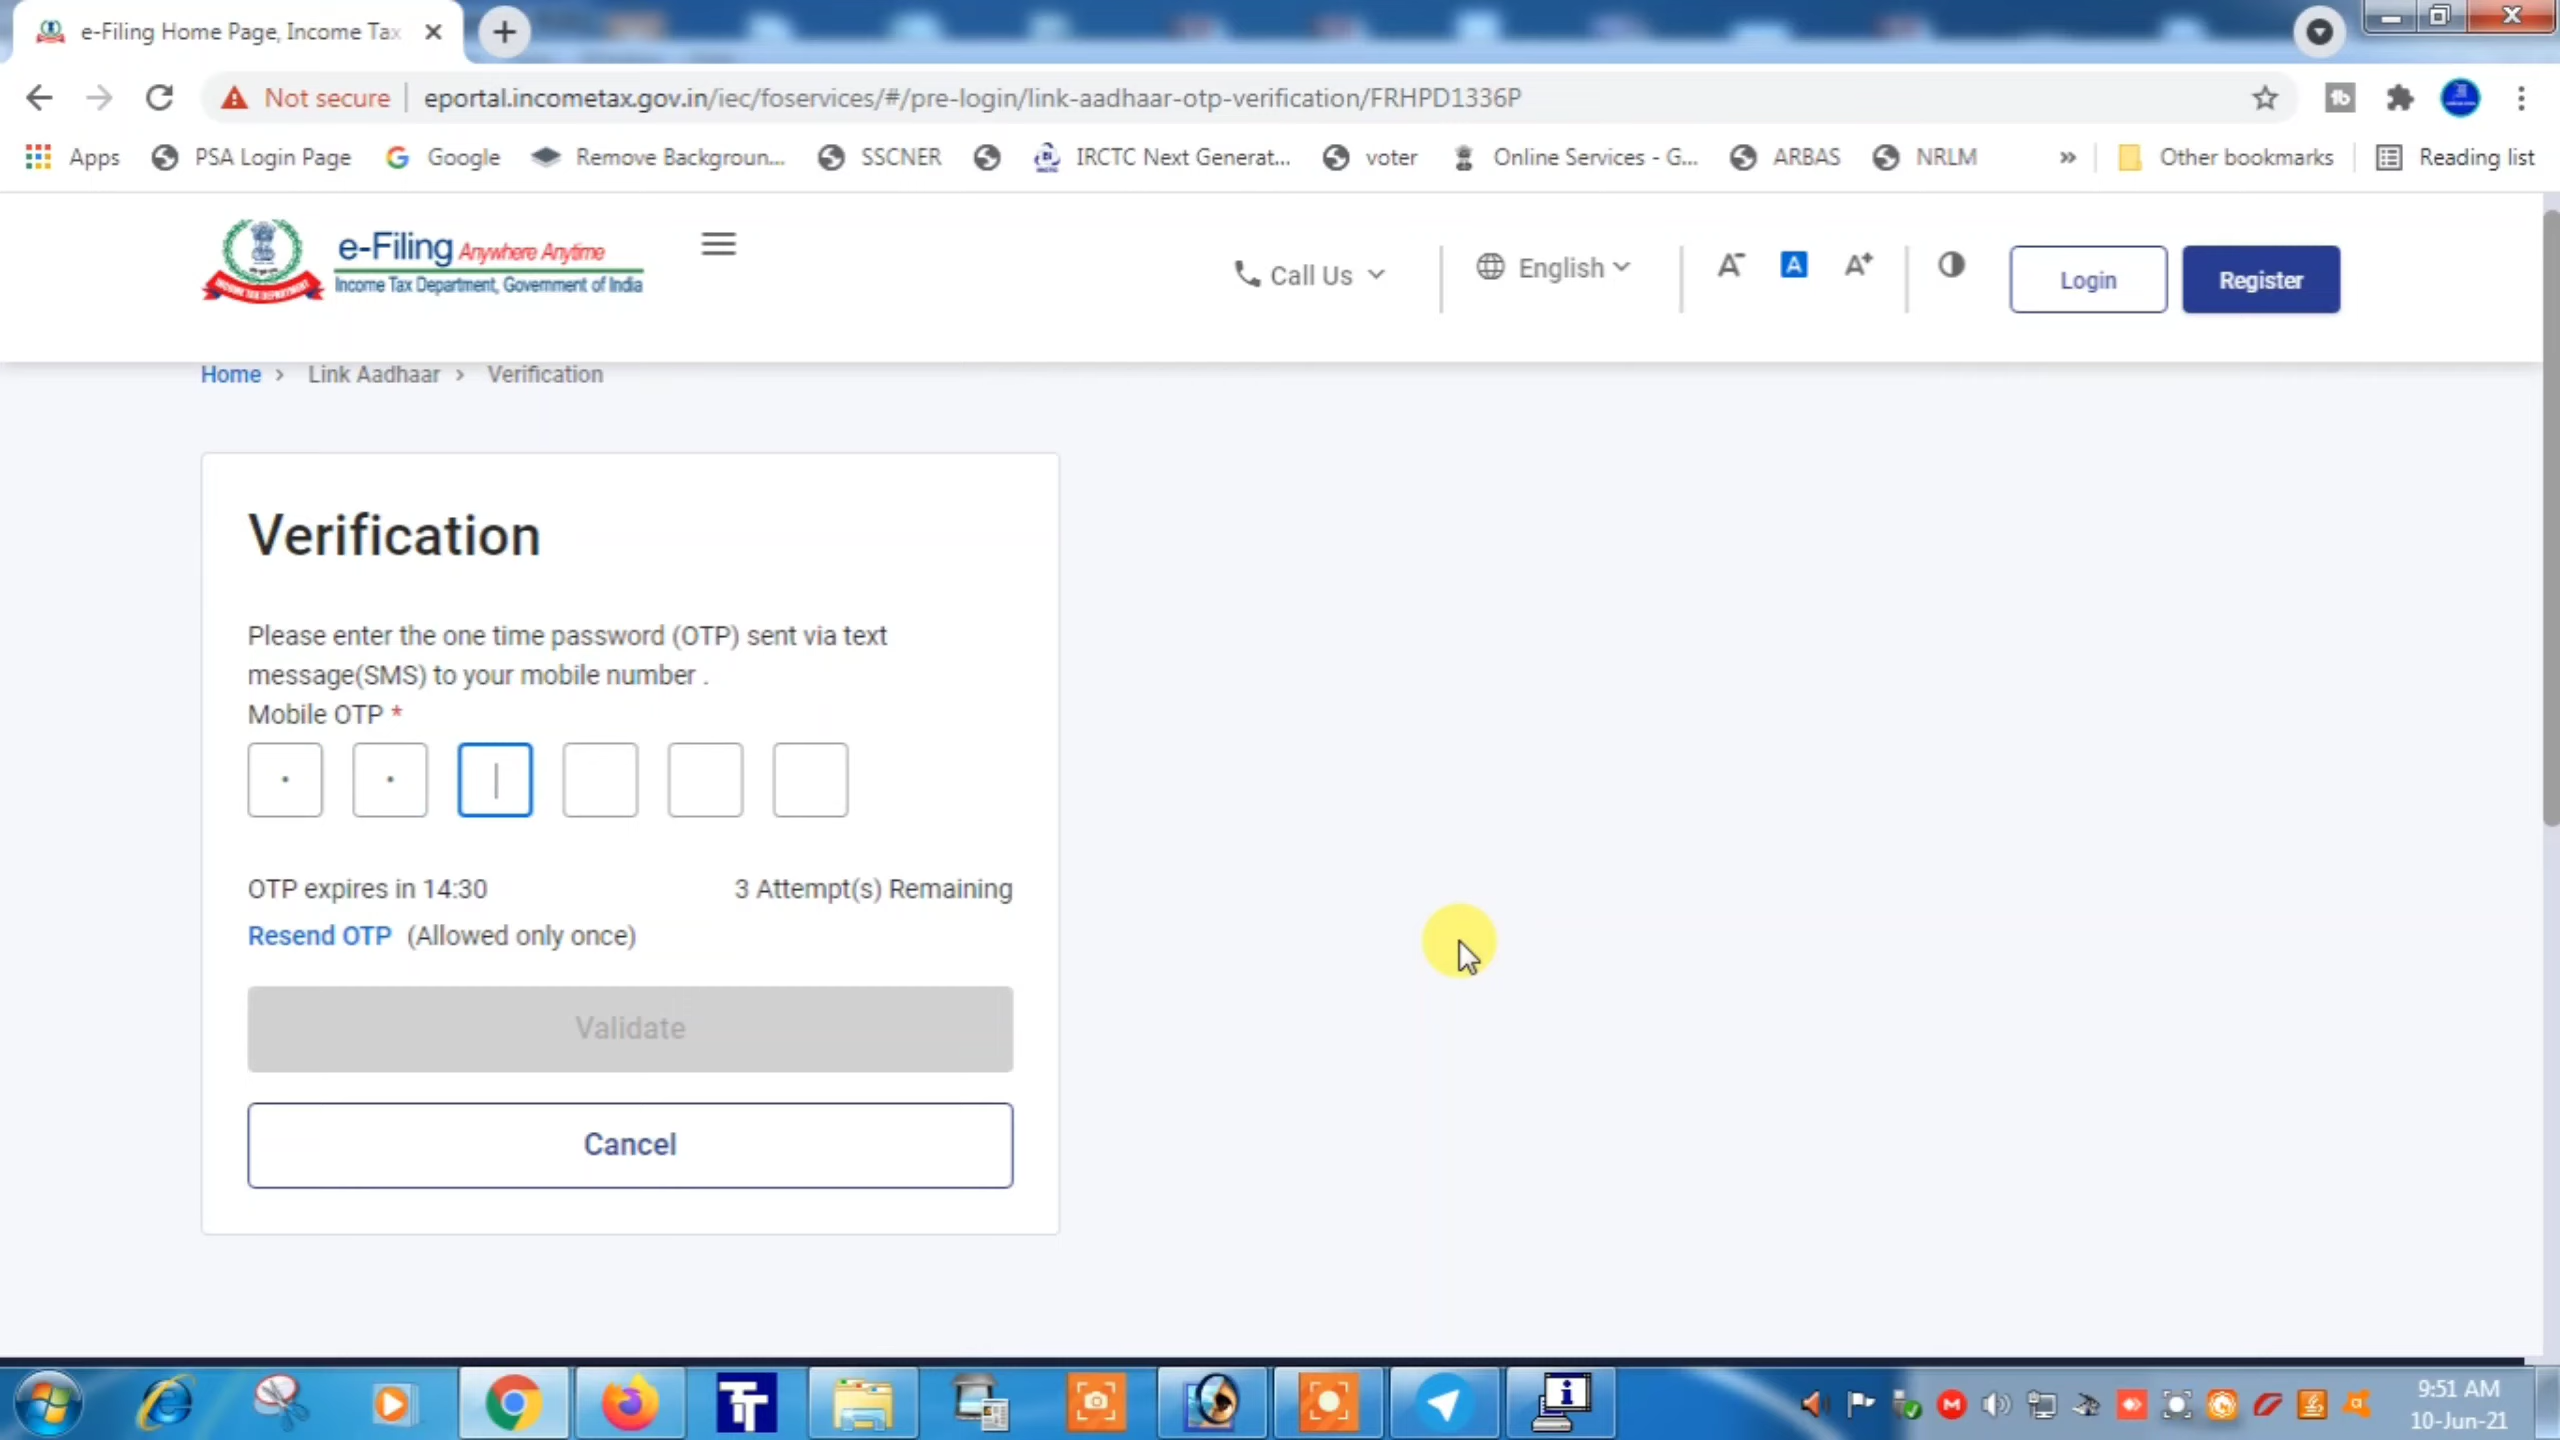 e-Filing Home Page, Income Tax
Not secure | eportal.incometax.gov.in/iec/foservices/#/pre-login/link-aadhaar-otp-verification/FRHPD1336P
Apps PSA Login Page Google Remove Backgroun... SSCNER IRCTC Next Generat... voter Online Services - G... ARBAS NRLM » Other bookmarks Reading list
e-Filing Anywhere Anytime
Income Tax Department, Government of India
Call Us English A⁻ A A⁺ Login Register
Home > Link Aadhaar > Verification
Verification
Please enter the one time password (OTP) sent via text
message(SMS) to your mobile number .
Mobile OTP *
OTP expires in 14:30 3 Attempt(s) Remaining
Resend OTP (Allowed only once)
Validate
Cancel
9:51 AM
10-Jun-21